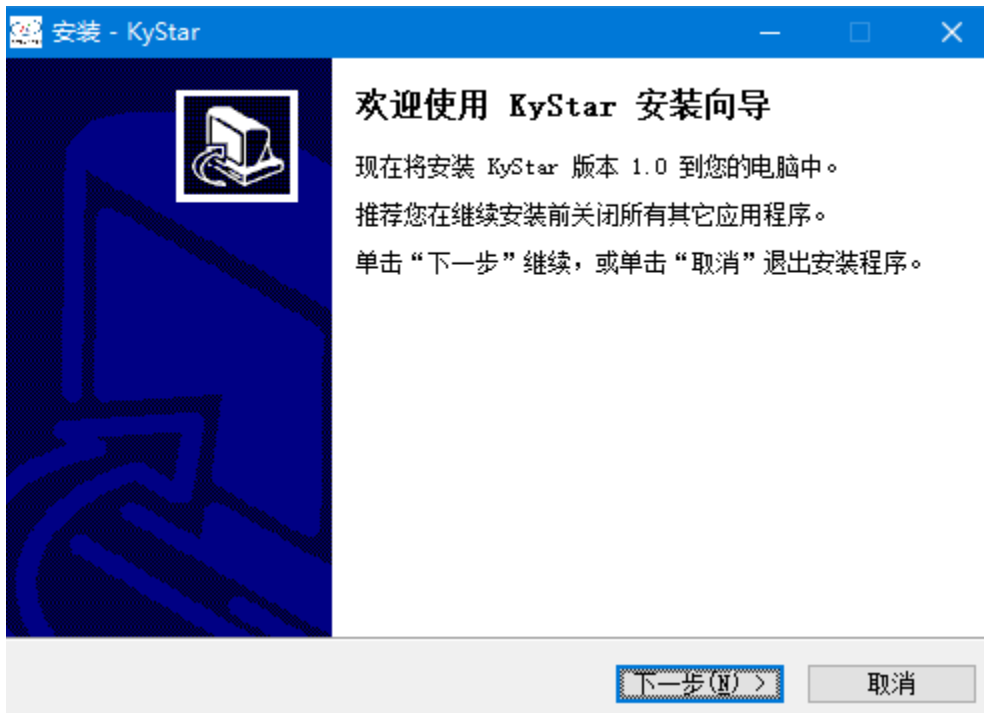 安装 - KyStar
欢迎使用 KyStar 安装向导
现在将安装 KyStar 版本 1.0 到您的电脑中。
推荐您在继续安装前关闭所有其它应用程序。
单击“下一步”继续，或单击“取消”退出安装程序。
下一步(N) >
取消